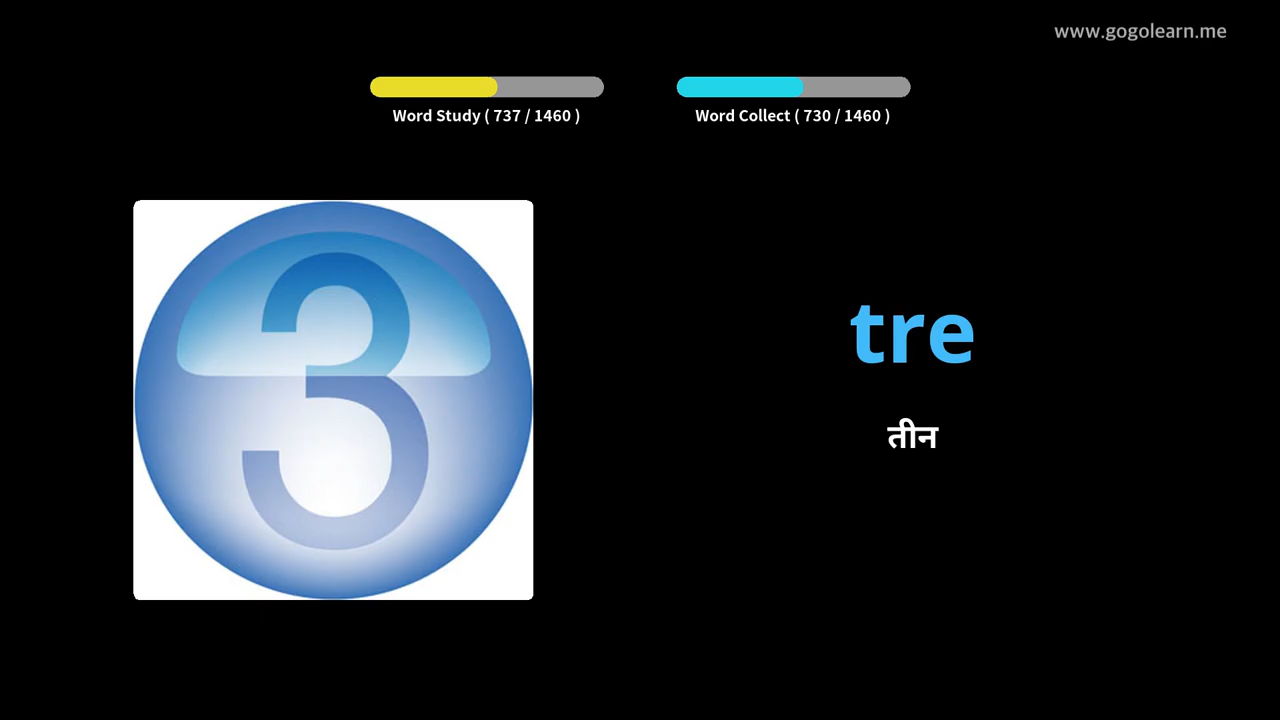 www.gogolearn.me
Word Study ( 737 / 1460 )
Word Collect ( 730 / 1460 )
3
tre
तीन